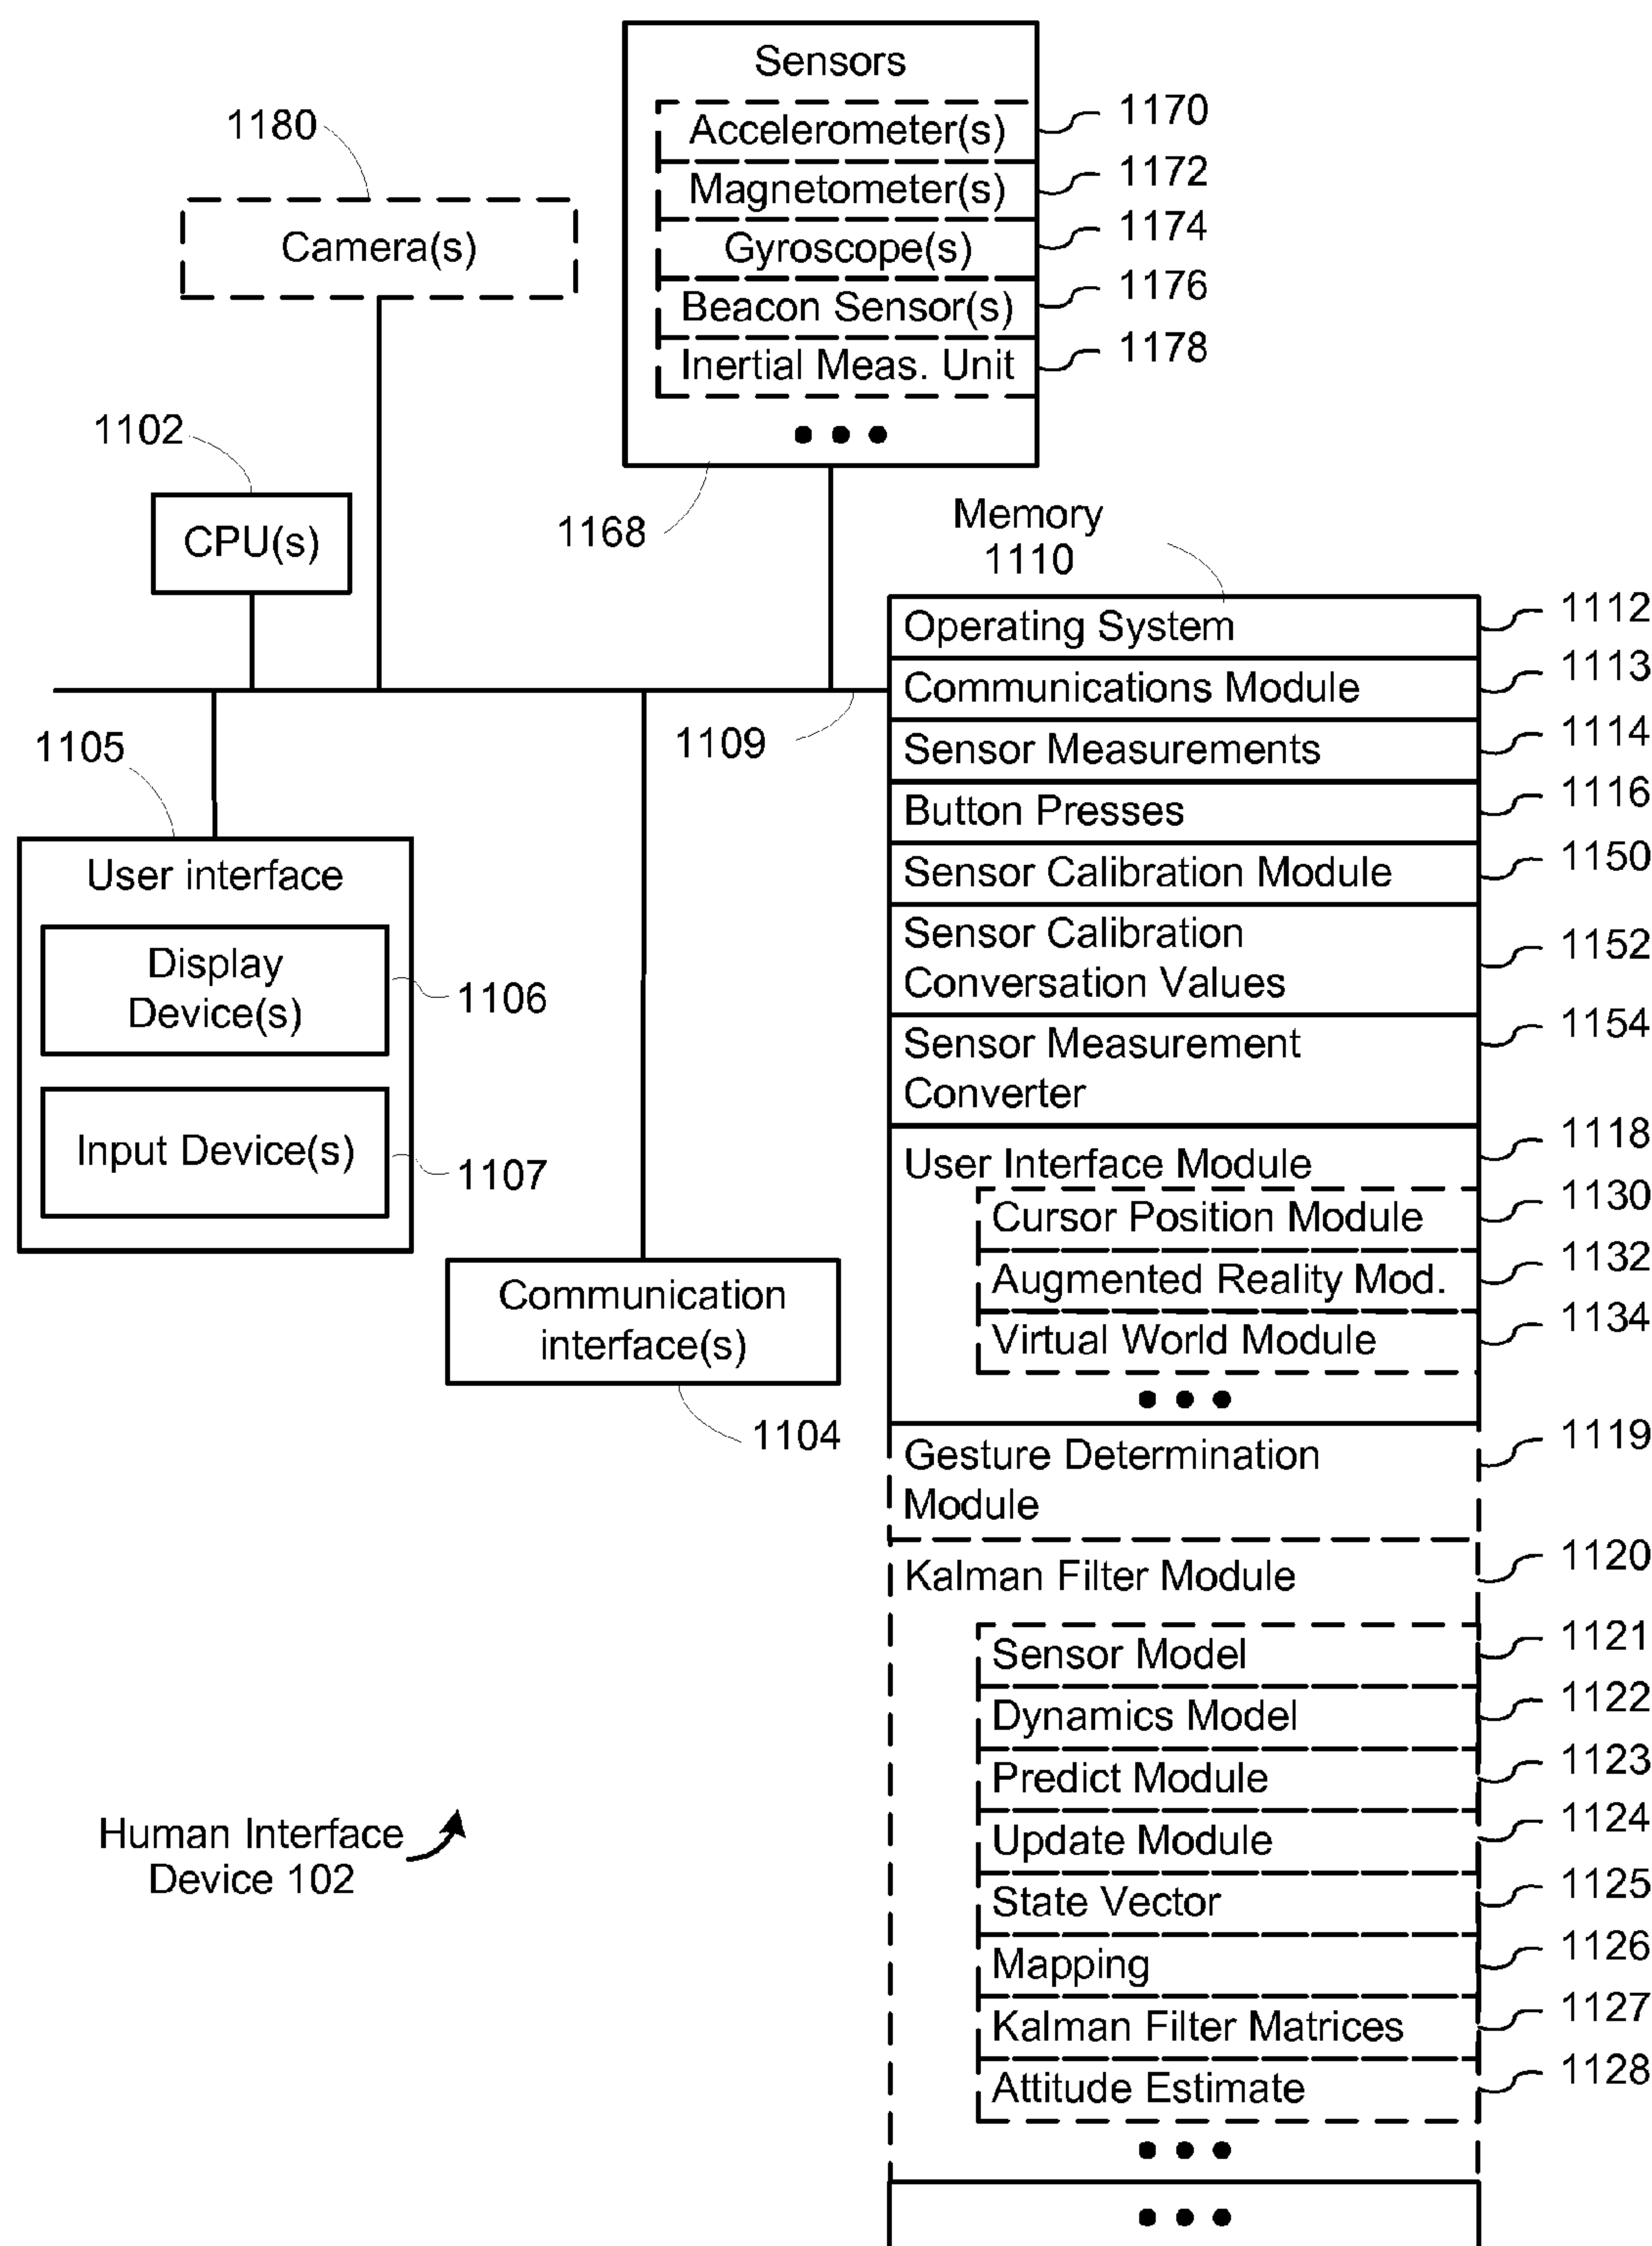 Sensors
Accelerometer(s)
1170
Magnetometer(s)
1172
Gyroscope(s)
1174
Beacon Sensor(s)
1176
Inertial Meas. Unit
1178
1168
1180
Camera(s)
1102
CPU(s)
1109
1105
User interface
Display
Device(s)
1106
Input Device(s)
1107
Communication
interface(s)
1104
Memory
1110
Operating System
1112
Communications Module
1113
Sensor Measurements
1114
Button Presses
1116
Sensor Calibration Module
1150
Sensor Calibration
Conversation Values
1152
Sensor Measurement
Converter
1154
User Interface Module
1118
Cursor Position Module
1130
Augmented Reality Mod.
1132
Virtual World Module
1134
Gesture Determination
Module
1119
Kalman Filter Module
1120
Sensor Model
1121
Dynamics Model
1122
Predict Module
1123
Update Module
1124
State Vector
1125
Mapping
1126
Kalman Filter Matrices
1127
Attitude Estimate
1128
Human Interface
Device 102